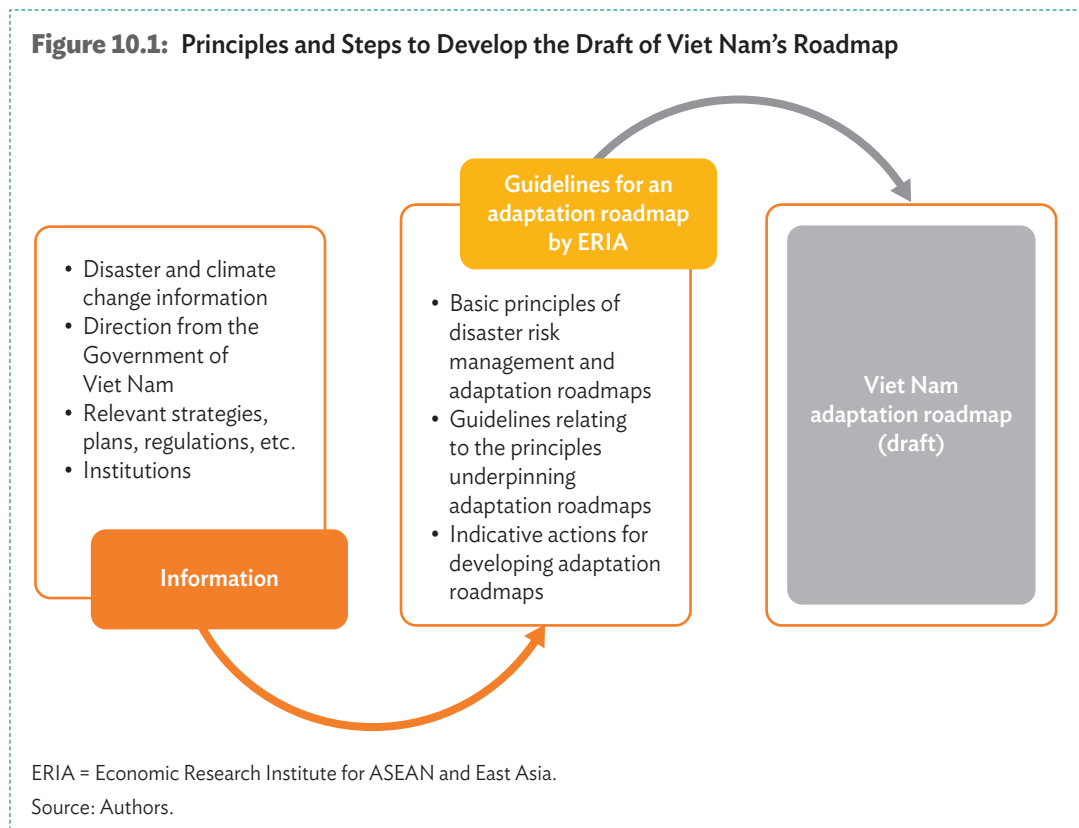 Figure 10.1: Principles and Steps to Develop the Draft of Viet Nam’s Roadmap
• Disaster and climate
change information
• Direction from the
Government of
Viet Nam
• Relevant strategies,
plans, regulations, etc.
• Institutions
Information
Guidelines for an
adaptation roadmap
by ERIA
• Basic principles of
disaster risk
management and
adaptation roadmaps
• Guidelines relating
to the principles
underpinning
adaptation roadmaps
• Indicative actions for
developing adaptation
roadmaps
Viet Nam
adaptation roadmap
(draft)
ERIA = Economic Research Institute for ASEAN and East Asia.
Source: Authors.